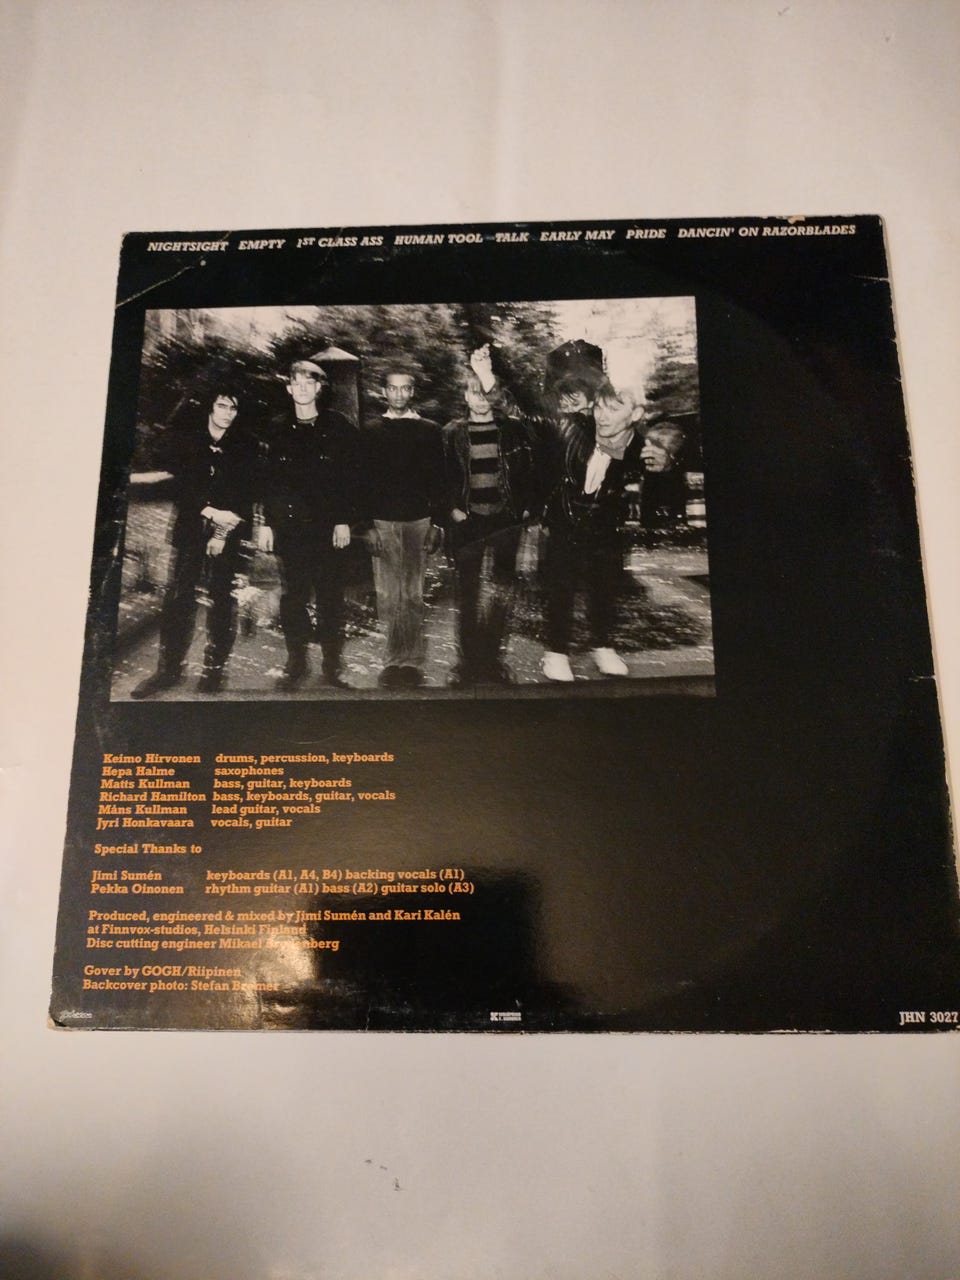 NIGHTSIGHT EMPTY 1ST CLASS ASS HUMAN TOOL TALK EARLY MAY PRIDE DANCIN' ON RAZORBLADES
Keimo Hirvonen drums, percussion, keyboards
Hepa Halme saxophones
Matts Kullman bass, guitar, keyboards
Richard Hamilton bass, keyboards, guitar, vocals
Måns Kullman lead guitar, vocals
Jyri Honkavaara vocals, guitar
Special Thanks to
Jimi Sumén keyboards (A1, A4, B4) backing vocals (A1)
Pekka Oinonen rhythm guitar (A1) bass (A2) guitar solo (A3)
Produced, engineered & mixed by Jimi Sumén and Kari Kalén
at Finnvox-studios, Helsinki Finland
Disc cutting engineer Mikael
Gover by GOGH/Riipinen
Backcover photo: Stefan Bremer
JHN 3027